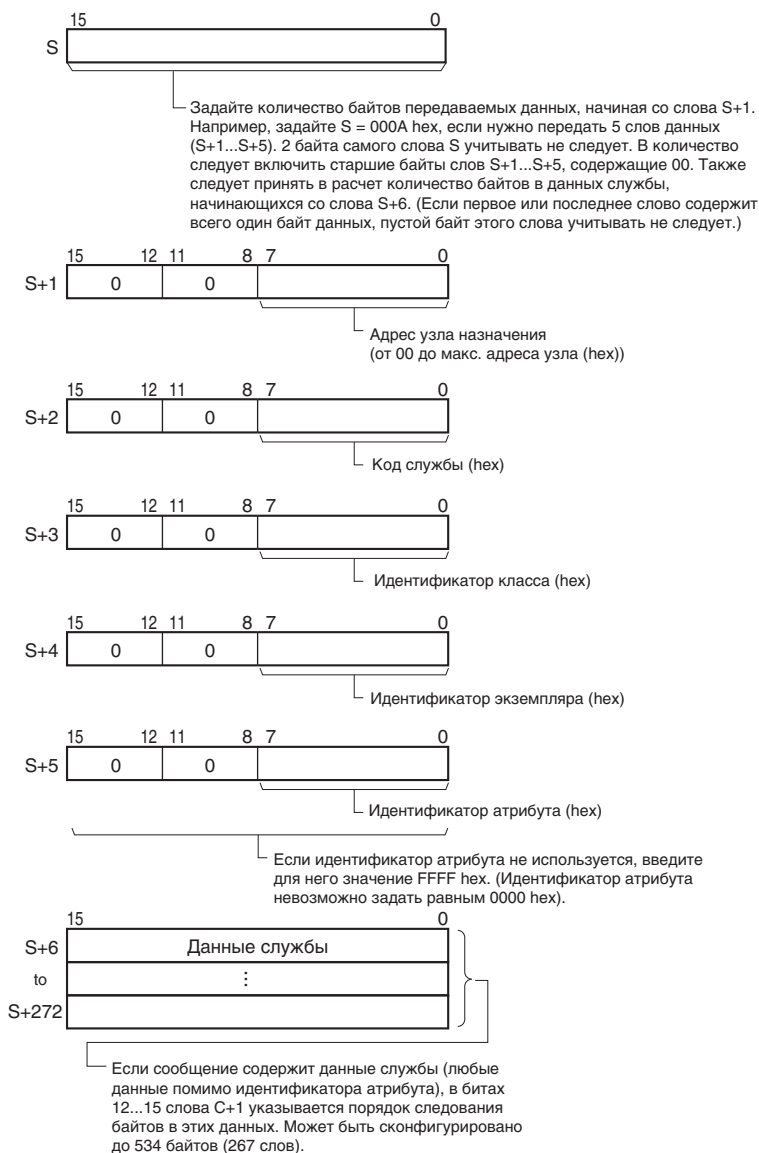 15 0
S
Задайте количество байтов передаваемых данных, начиная со слова S+1.
Например, задайте S = 000A hex, если нужно передать 5 слов данных
(S+1...S+5). 2 байта самого слова S учитывать не следует. В количество
следует включить старшие байты слов S+1...S+5, содержащие 00. Также
следует принять в расчет количество байтов в данных службы,
начинающихся со слова S+6. (Если первое или последнее слово содержит
всего один байт данных, пустой байт этого слова учитывать не следует.)
15 12 11 8 7 0
S+1 0 0
Адрес узла назначения
(от 00 до макс. адреса узла (hex))
15 12 11 8 7 0
S+2 0 0
Код службы (hex)
15 12 11 8 7 0
S+3 0 0
Идентификатор класса (hex)
15 12 11 8 7 0
S+4 0 0
Идентификатор экземпляра (hex)
15 12 11 8 7 0
S+5 0 0
Идентификатор атрибута (hex)
Если идентификатор атрибута не используется, введите
для него значение FFFF hex. (Идентификатор атрибута
невозможно задать равным 0000 hex).
15 0
S+6 Данные службы
to ⋮
S+272
Если сообщение содержит данные службы (любые
данные помимо идентификатора атрибута), в битах
12...15 слова C+1 указывается порядок следования
байтов в этих данных. Может быть сконфигурировано
до 534 байтов (267 слов).